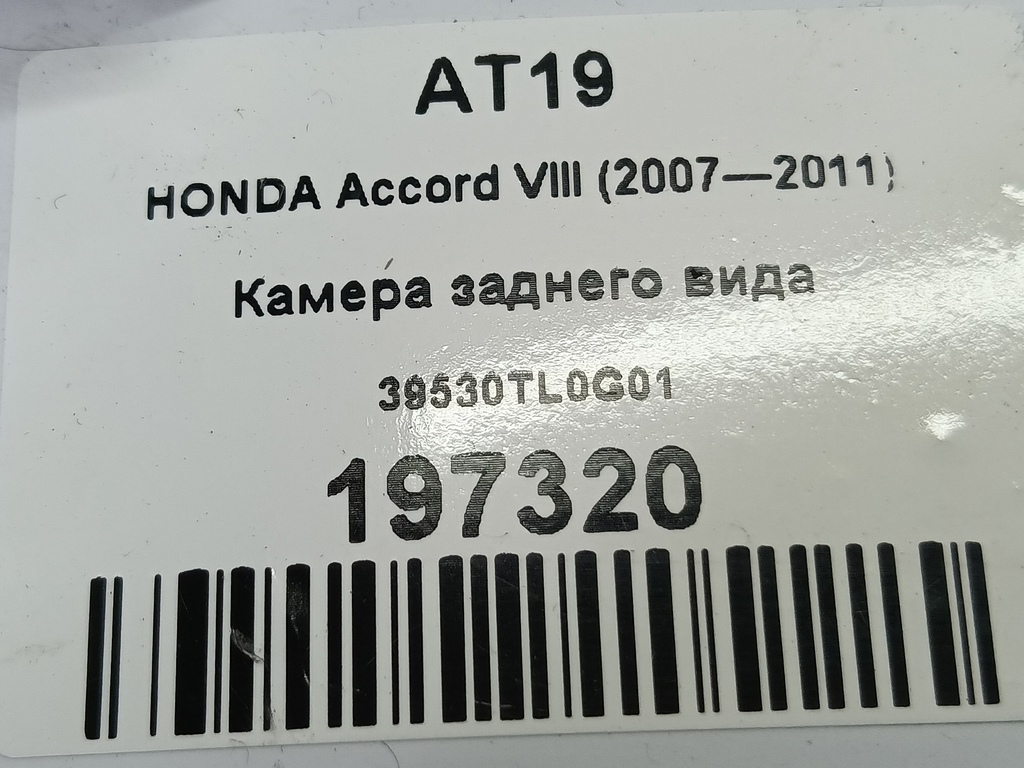 AT19
HONDA Accord VIII (2007—2011)
Камера заднего вида
39530TL0G01
197320